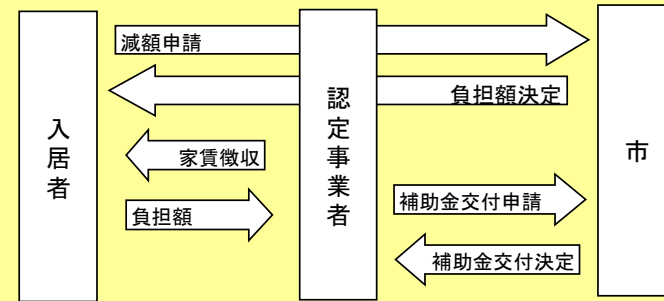 減額申請
負担額決定
入居者
認定事業者
市
家賃徴収
負担額
補助金交付申請
補助金交付決定